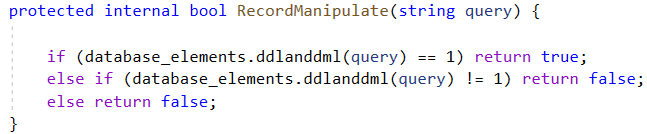 protected internal bool RecordManipulate(string query) {
if (database_elements.ddlanddml(query) == 1) return true;
else if (database_elements.ddlanddml(query) != 1) return false;
else return false;
}